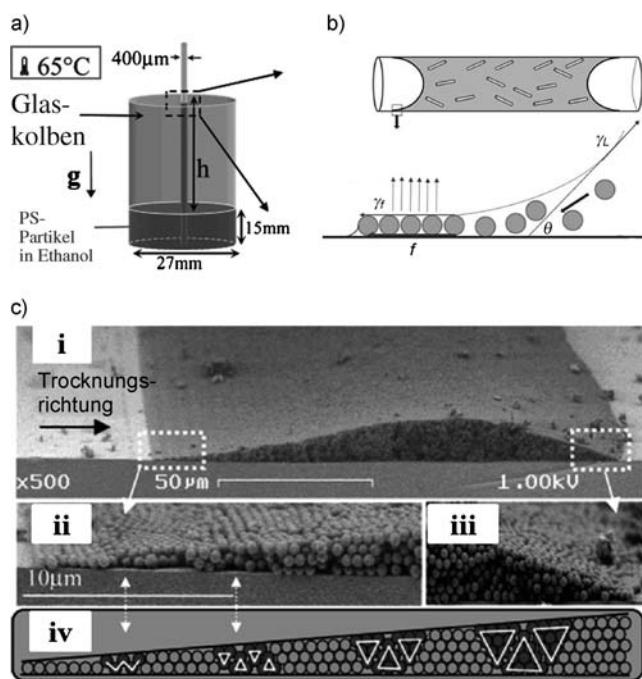 a)
65°C
400μm
Glas-
kolben
g
h
PS-
Partikel
in Ethanol
15mm
27mm
b)
γL
γf
f
θ
c)
i
Trocknungs-
richtung
x500
50μm
1.00kV
ii
10μm
iii
iv